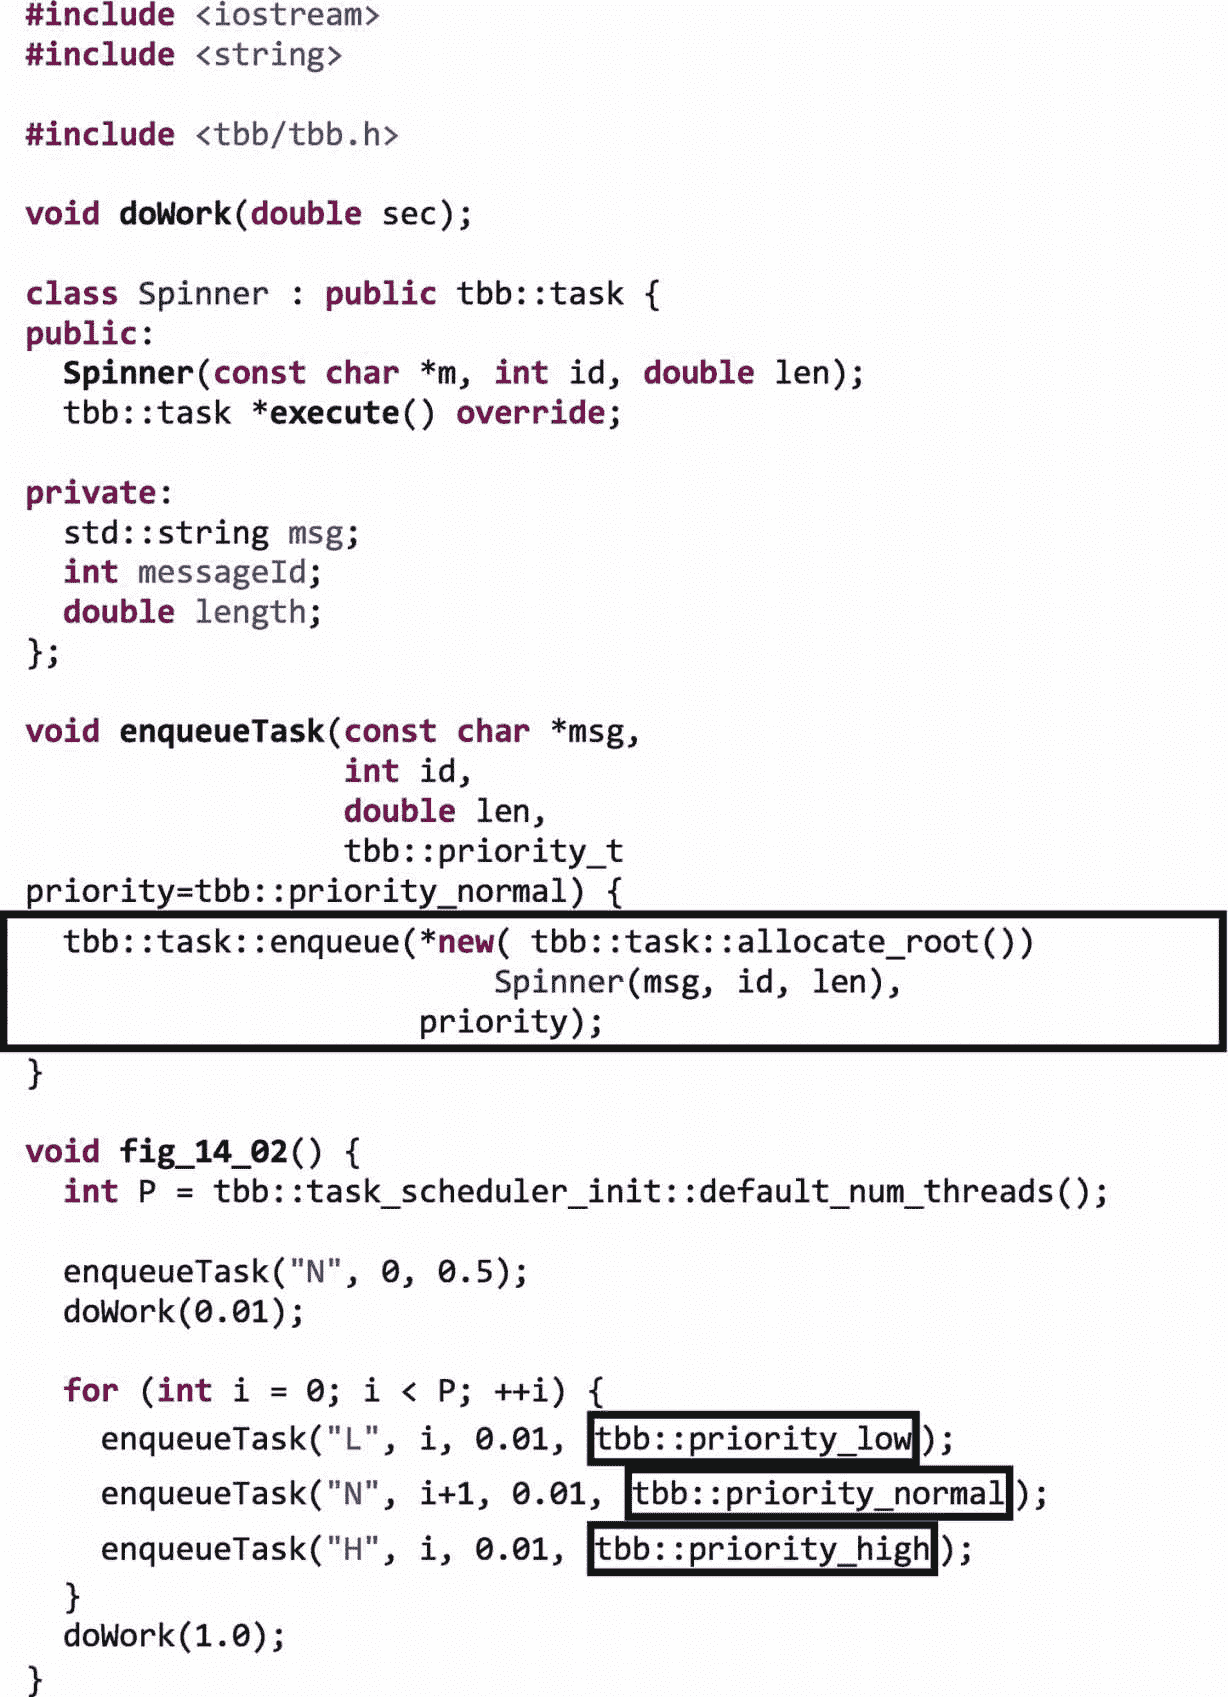 #include <iostream>
#include <string>
#include <tbb/tbb.h>
void doWork(double sec);
class Spinner : public tbb::task {
public:
  Spinner(const char *m, int id, double len);
  tbb::task *execute() override;
private:
  std::string msg;
  int messageId;
  double length;
};
void enqueueTask(const char *msg,
                 int id,
                 double len,
                 tbb::priority_t
priority=tbb::priority_normal) {
  tbb::task::enqueue(*new( tbb::task::allocate_root())
                         Spinner(msg, id, len),
                     priority);
}
void fig_14_02() {
  int P = tbb::task_scheduler_init::default_num_threads();
  enqueueTask("N", 0, 0.5);
  doWork(0.01);
  for (int i = 0; i < P; ++i) {
    enqueueTask("L", i, 0.01, tbb::priority_low);
    enqueueTask("N", i+1, 0.01, tbb::priority_normal);
    enqueueTask("H", i, 0.01, tbb::priority_high);
  }
  doWork(1.0);
}